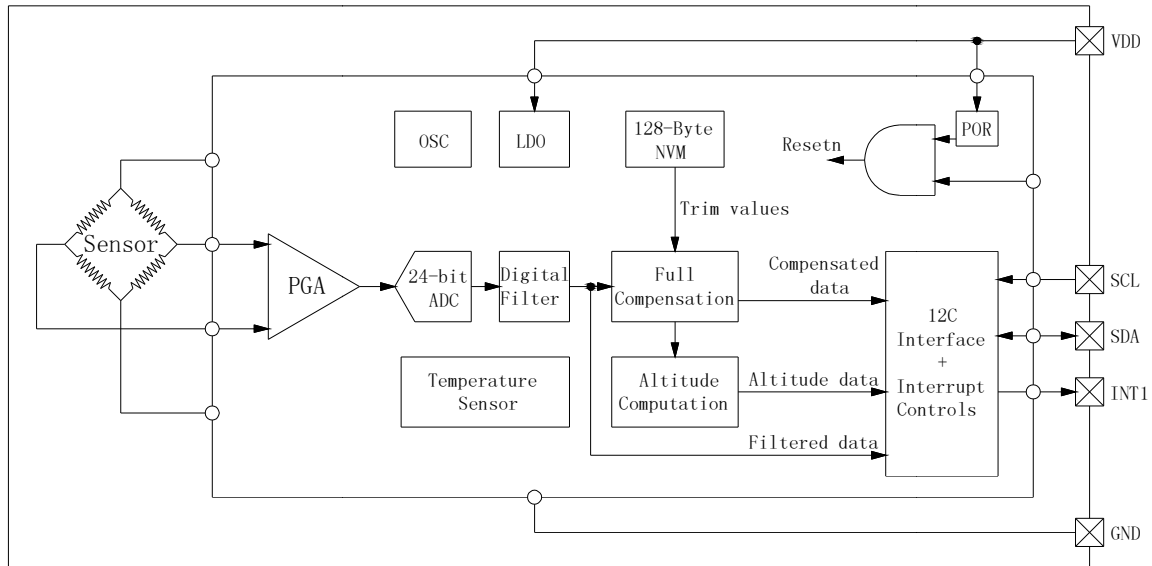 VDD
OSC
LDO
128-Byte
NVM
POR
Resetn
Trim values
Sensor
PGA
24-bit
ADC
Digital
Filter
Full
Compensation
Compensated
data
12C
Interface
+
Interrupt
Controls
SCL
SDA
INT1
Temperature
Sensor
Altitude
Computation
Altitude data
Filtered data
GND